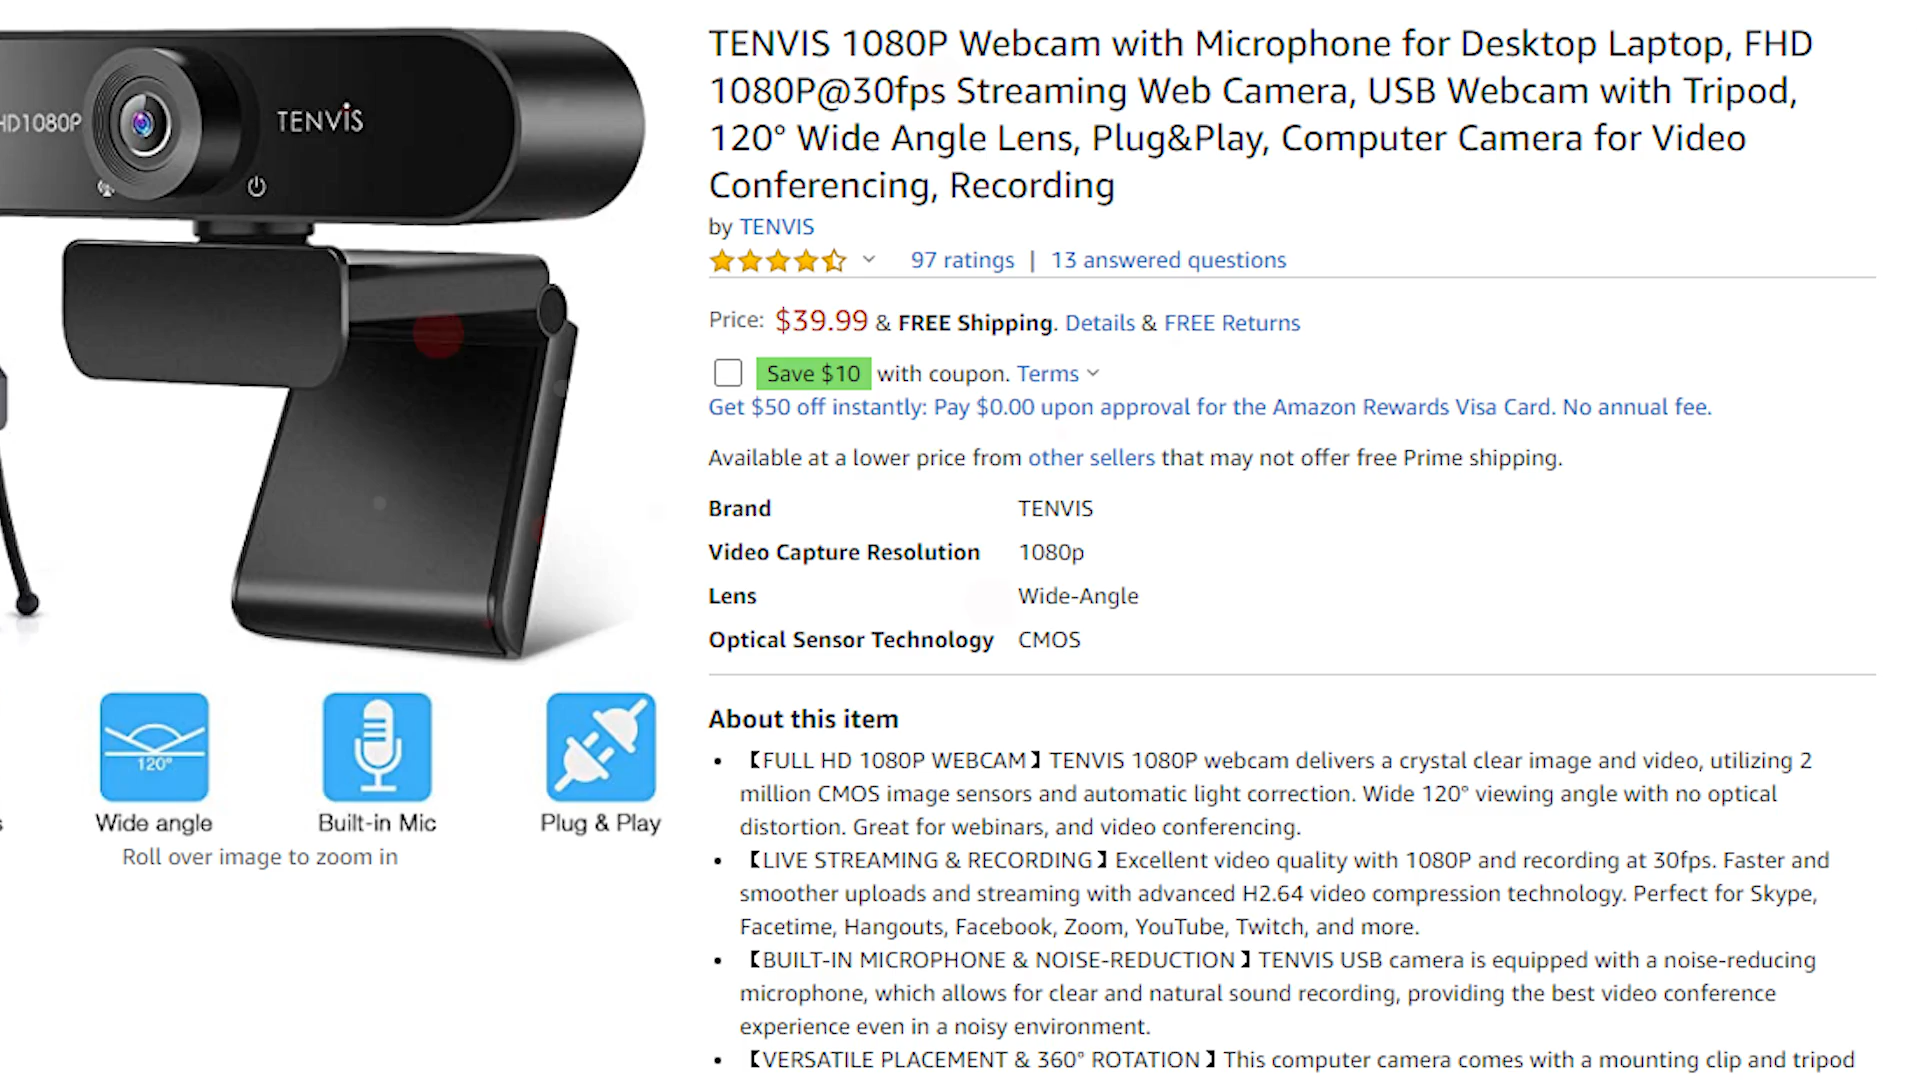 HD1080P
TENVIS
120°
Wide angle
Built-in Mic
Plug & Play
Roll over image to zoom in
TENVIS 1080P Webcam with Microphone for Desktop Laptop, FHD
1080P@30fps Streaming Web Camera, USB Webcam with Tripod,
120° Wide Angle Lens, Plug&Play, Computer Camera for Video
Conferencing, Recording
by TENVIS
97 ratings | 13 answered questions
Price: $39.99 & FREE Shipping. Details & FREE Returns
Save $10 with coupon. Terms
Get $50 off instantly: Pay $0.00 upon approval for the Amazon Rewards Visa Card. No annual fee.
Available at a lower price from other sellers that may not offer free Prime shipping.
Brand TENVIS
Video Capture Resolution 1080p
Lens Wide-Angle
Optical Sensor Technology CMOS
About this item
• 【FULL HD 1080P WEBCAM】TENVIS 1080P webcam delivers a crystal clear image and video, utilizing 2
million CMOS image sensors and automatic light correction. Wide 120° viewing angle with no optical
distortion. Great for webinars, and video conferencing.
• 【LIVE STREAMING & RECORDING】Excellent video quality with 1080P and recording at 30fps. Faster and
smoother uploads and streaming with advanced H2.64 video compression technology. Perfect for Skype,
Facetime, Hangouts, Facebook, Zoom, YouTube, Twitch, and more.
• 【BUILT-IN MICROPHONE & NOISE-REDUCTION】TENVIS USB camera is equipped with a noise-reducing
microphone, which allows for clear and natural sound recording, providing the best video conference
experience even in a noisy environment.
• 【VERSATILE PLACEMENT & 360° ROTATION】This computer camera comes with a mounting clip and tripod